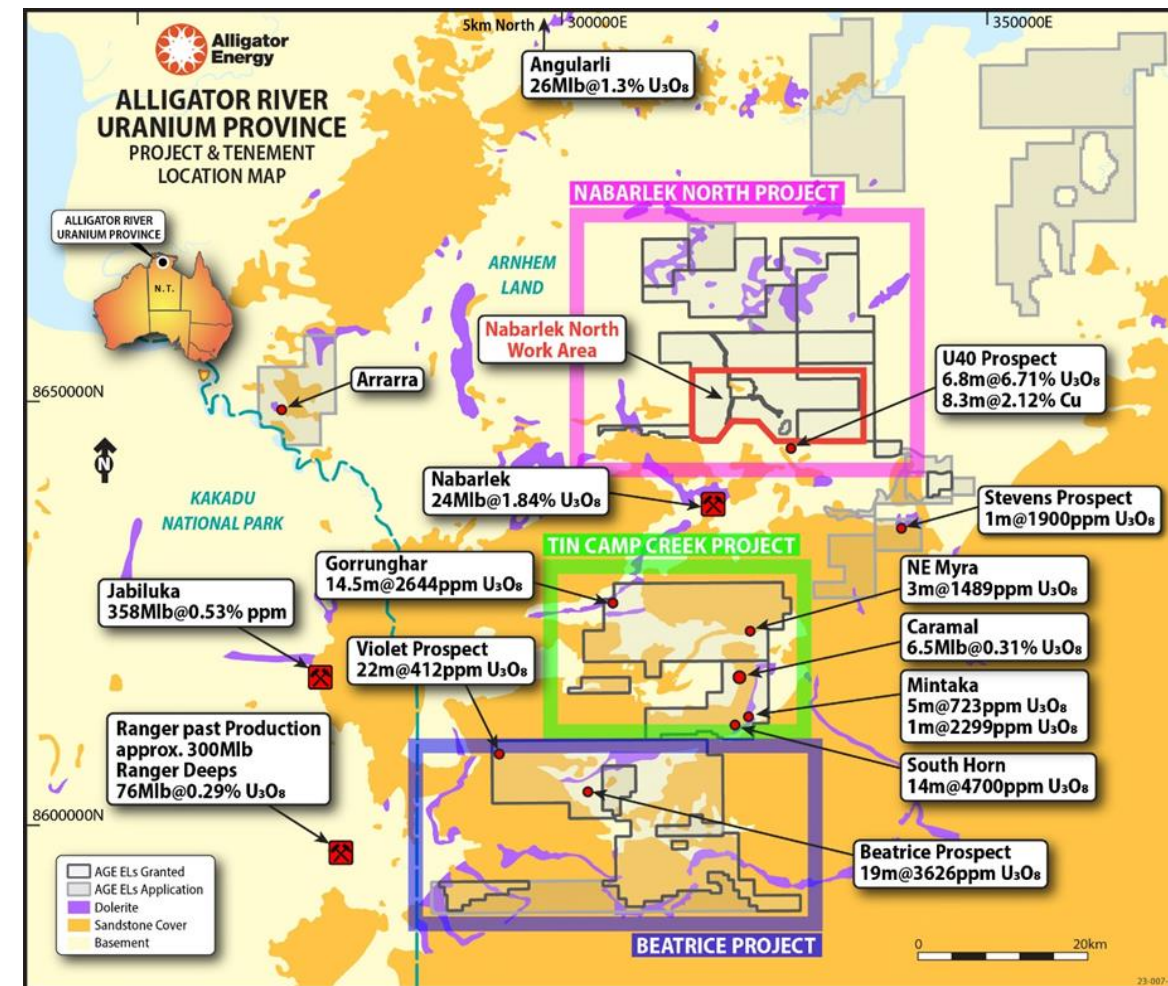 5km North
300000E
350000E
Alligator
Energy
Angularli
26Mlb@1.3% U₃O₈
ALLIGATOR RIVER
URANIUM PROVINCE
PROJECT & TENEMENT
LOCATION MAP
NABARLEK NORTH PROJECT
ALLIGATOR RIVER
URANIUM PROVINCE
N.T.
ARNHEM
LAND
Nabarlek North
Work Area
U40 Prospect
6.8m@6.71% U₃O₈
8.3m@2.12% Cu
Arrarra
8650000N
N
Nabarlek
24Mlb@1.84% U₃O₈
KAKADU
NATIONAL PARK
Stevens Prospect
1m@1900ppm U₃O₈
TIN CAMP CREEK PROJECT
Gorrunghar
14.5m@2644ppm U₃O₈
NE Myra
3m@1489ppm U₃O₈
Jabiluka
358Mlb@0.53% ppm
Caramal
6.5Mlb@0.31% U₃O₈
Violet Prospect
22m@412ppm U₃O₈
Mintaka
5m@723ppm U₃O₈
1m@2299ppm U₃O₈
Ranger past Production
approx. 300Mlb
Ranger Deeps
76Mlb@0.29% U₃O₈
South Horn
14m@4700ppm U₃O₈
8600000N
Beatrice Prospect
19m@3626ppm U₃O₈
AGE ELs Granted
AGE ELs Application
Dolerite
Sandstone Cover
Basement
BEATRICE PROJECT
0 20km
23-007-